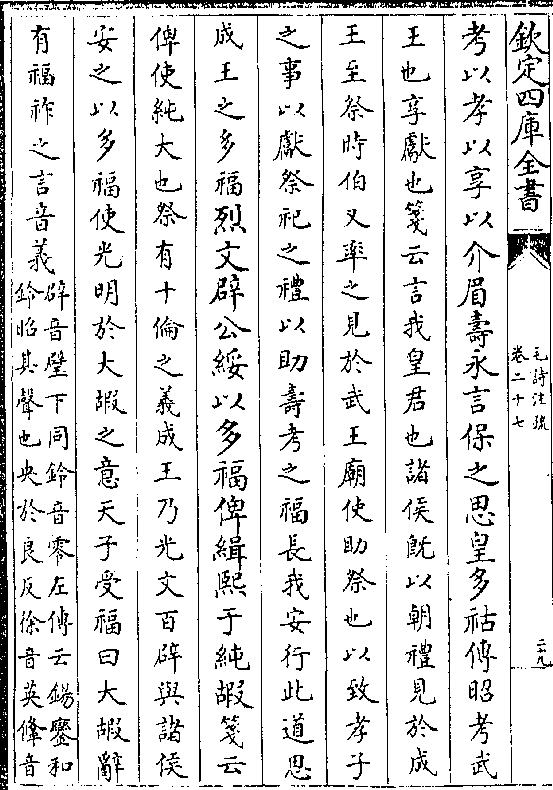 欽定四庫全書
毛詩注疏
卷二十七
二十九
考以孝以享以介眉壽永言保之思皇多祜傳昭考武
王也享獻也箋云言我皇君也諸侯旣以朝禮見於成
王至祭時伯又率之見於武王廟使助祭也以致孝子
之事以獻祭祀之禮以助壽考之福長我安行此道思
成王之多福烈文辟公綏以多福俾緝熙于純嘏箋云
俾使純大也祭有十倫之義成王乃光文百辟與諸侯
安之以多福使光明於大嘏之意天子受福曰大嘏辭
有福祚之言音義
辟音璧下同鈴音零左傳云鍚鑾和
鈴昭其聲也央於良反徐音英鞗音